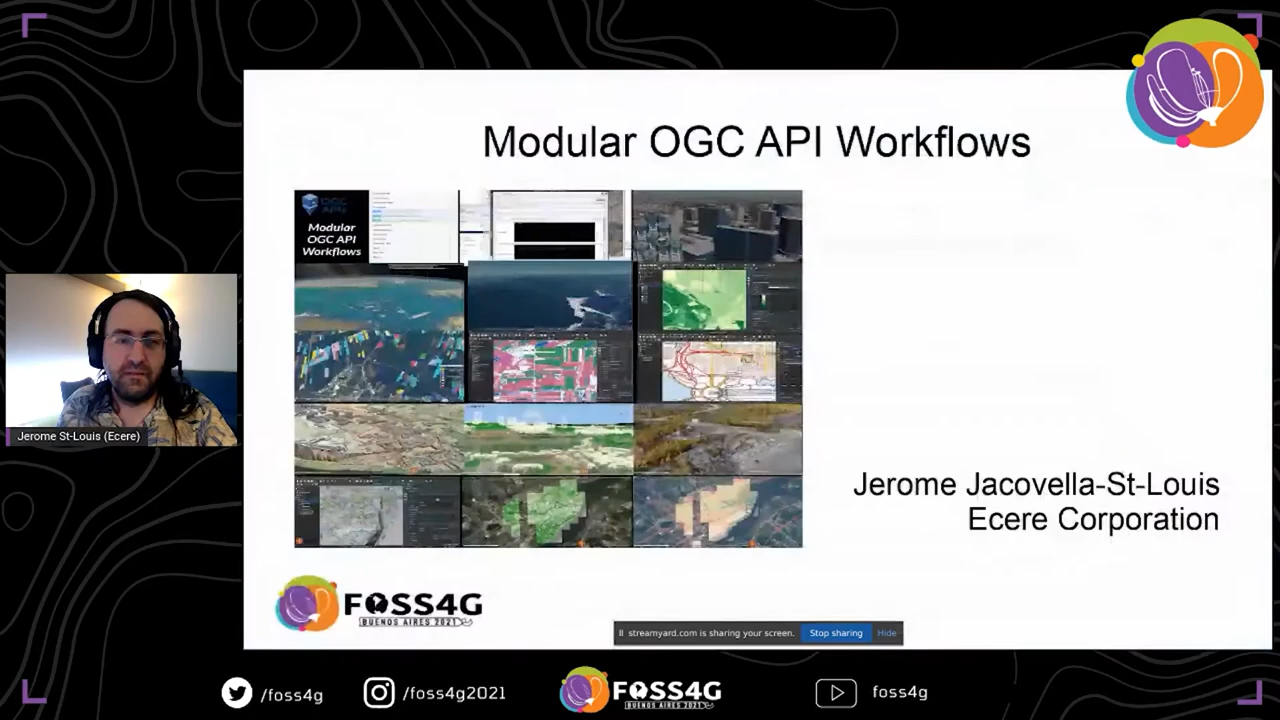 Modular OGC API Workflows
OGC
APIs
Modular
OGC API
Workflows
Jerome St-Louis (Ecere)
Jerome Jacovella-St-Louis
Ecere Corporation
FOSS4G
BUENOS AIRES 2021
streamyard.com is sharing your screen.
Stop sharing
Hide
/foss4g
/foss4g2021
FOSS4G
BUENOS AIRES 2021
foss4g